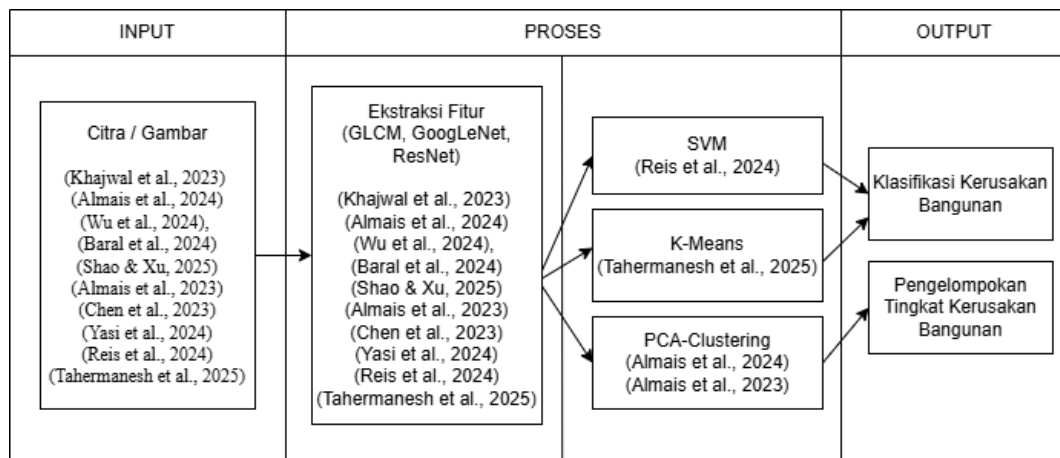 INPUT
PROSES
OUTPUT
Citra / Gambar
(Khajwal et al., 2023)
(Almais et al., 2024)
(Wu et al., 2024),
(Baral et al., 2024)
(Shao & Xu, 2025)
(Almais et al., 2023)
(Chen et al., 2023)
(Yasi et al., 2024)
(Reis et al., 2024)
(Tahermanesh et al., 2025)
Ekstraksi Fitur
(GLCM, GoogLeNet,
ResNet)
(Khajwal et al., 2023)
(Almais et al., 2024)
(Wu et al., 2024),
(Baral et al., 2024)
(Shao & Xu, 2025)
(Almais et al., 2023)
(Chen et al., 2023)
(Yasi et al., 2024)
(Reis et al., 2024)
(Tahermanesh et al., 2025)
SVM
(Reis et al., 2024)
K-Means
(Tahermanesh et al., 2025)
PCA-Clustering
(Almais et al., 2024)
(Almais et al., 2023)
Klasifikasi Kerusakan
Bangunan
Pengelompokan
Tingkat Kerusakan
Bangunan